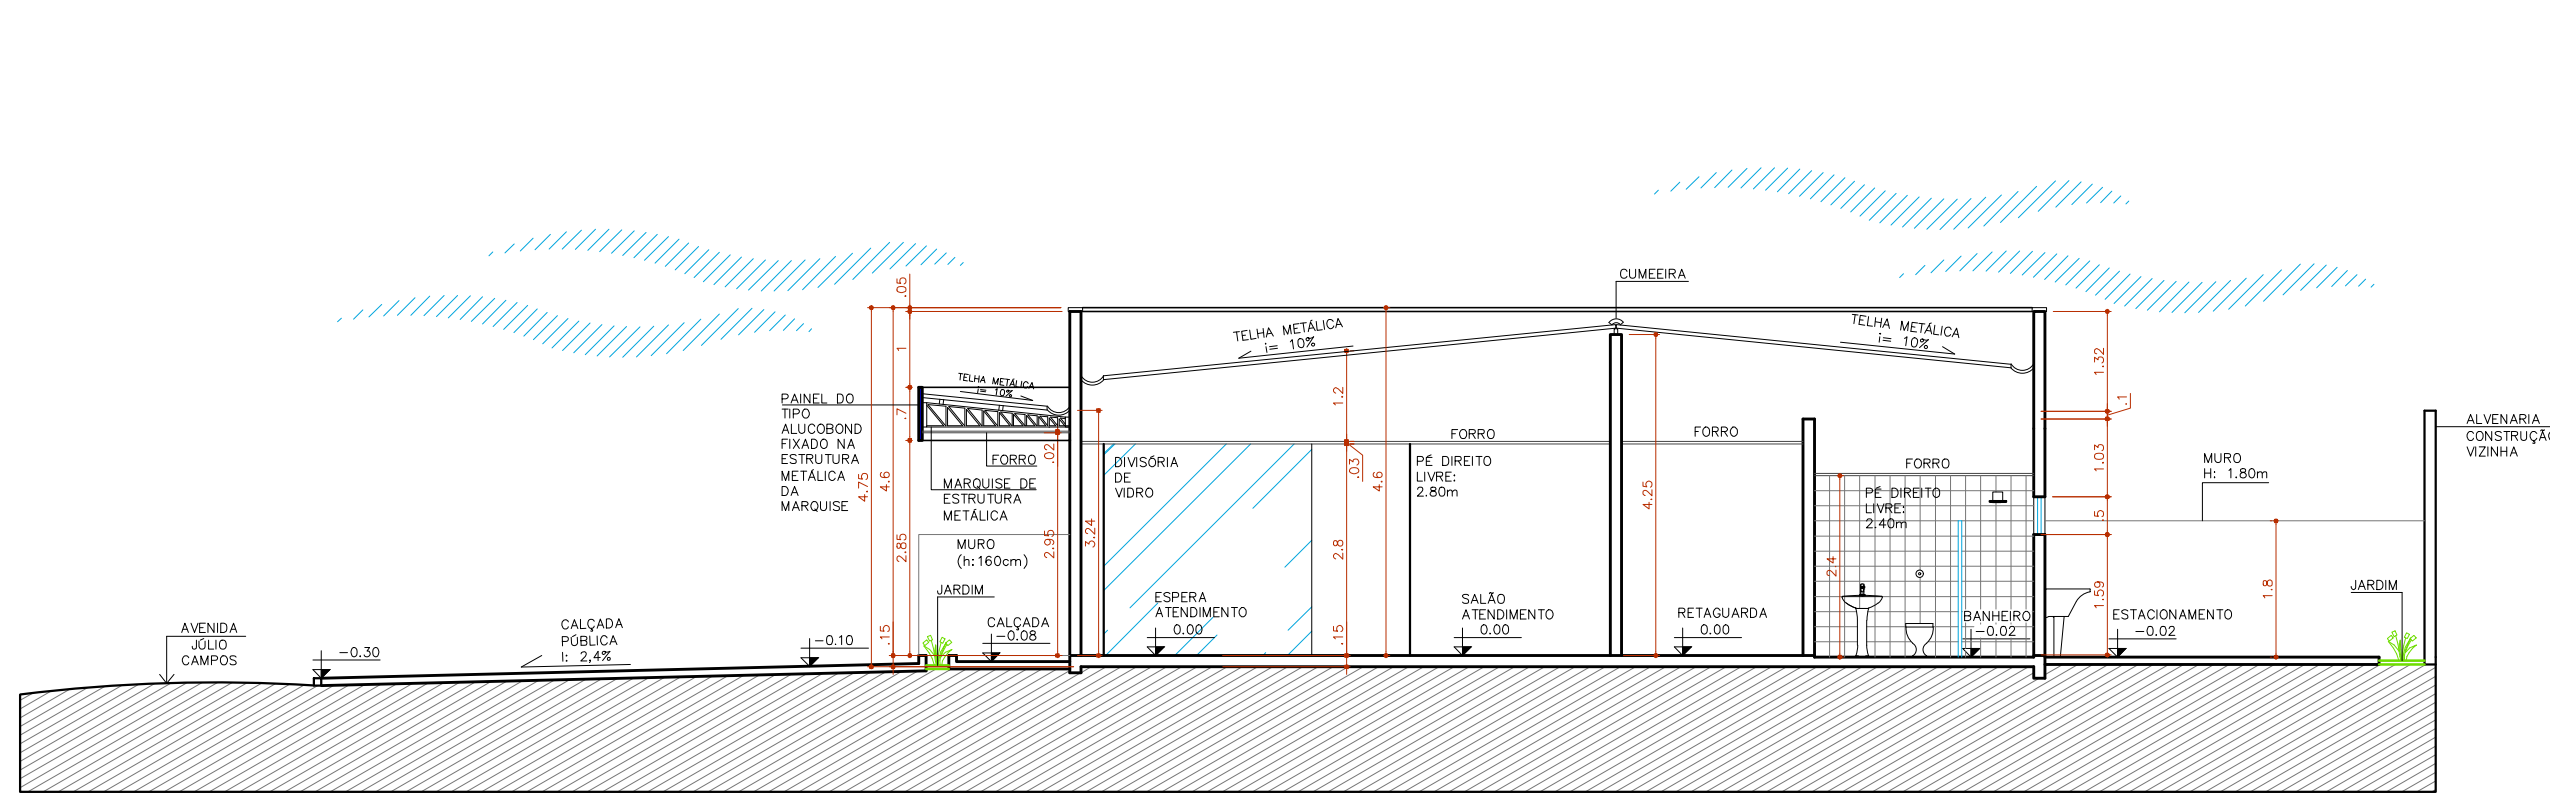 CUMEEIRA
.05
TELHA METÁLICA
i= 10%
TELHA METÁLICA
i= 10%
1
1.32
TELHA METÁLICA
i= 10%
PAINEL DO
TIPO
ALUCOBOND
FIXADO NA
ESTRUTURA
METÁLICA
DA
MARQUISE
.7
1.2
.1
ALVENARIA
CONSTRUÇÃO
VIZINHA
FORRO
FORRO
FORRO
FORRO
.02
.03
1.03
DIVISÓRIA
DE
VIDRO
PÉ DIREITO
LIVRE:
2.80m
MURO
H: 1.80m
4.75
4.6
4.6
4.25
MARQUISE DE
ESTRUTURA
METÁLICA
PÉ DIREITO
LIVRE:
2.40m
.5
2.85
2.95
3.24
2.8
2.4
MURO
(h:160cm)
1.59
1.8
JARDIM
JARDIM
ESPERA
ATENDIMENTO
0.00
SALÃO
ATENDIMENTO
0.00
RETAGUARDA
0.00
BANHEIRO
-0.02
ESTACIONAMENTO
-0.02
AVENIDA
JÚLIO
CAMPOS
-0.30
CALÇADA
PÚBLICA
I: 2,4%
-0.10
.15
CALÇADA
-0.08
.15